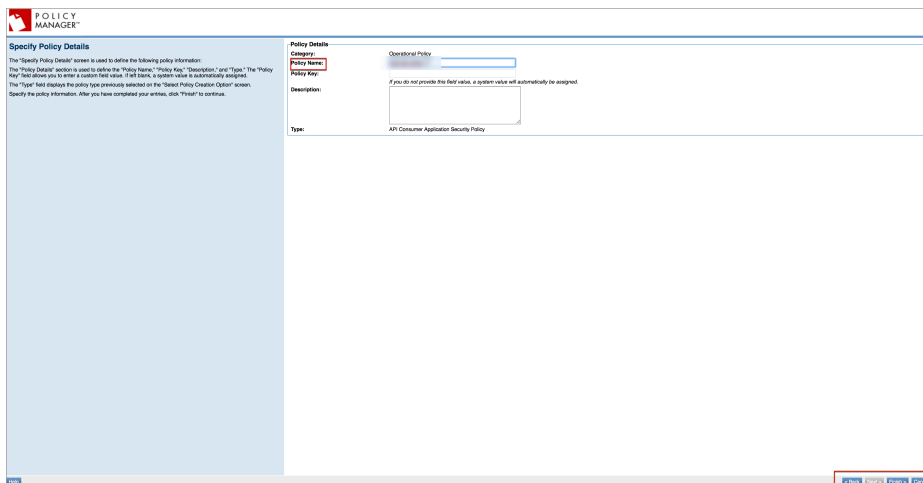 POLICY
MANAGER™
Specify Policy Details
The "Specify Policy Details" screen is used to define the following policy information:
The "Policy Details" section is used to define the "Policy Name," "Policy Key," "Description," and "Type." The "Policy
Key" field allows you to enter a custom field value. If left blank, a system value is automatically assigned.
The "Type" field displays the policy type previously selected on the "Select Policy Creation Option" screen.
Specify the policy information. After you have completed your entries, click "Finish" to continue.
Policy Details
Category: Operational Policy
Policy Name:
Policy Key:
If you do not provide this field value, a system value will automatically be assigned.
Description:
Type: API Consumer Application Security Policy
Help < Back Next > Finish »